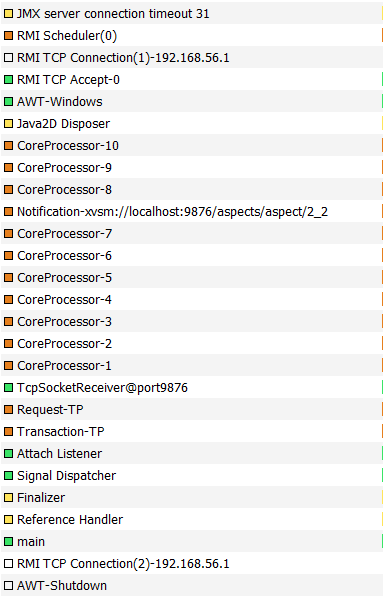 JMX server connection timeout 31
RMI Scheduler(0)
RMI TCP Connection(1)-192.168.56.1
RMI TCP Accept-0
AWT-Windows
Java2D Disposer
CoreProcessor-10
CoreProcessor-9
CoreProcessor-8
Notification-xvsm://localhost:9876/aspects/aspect/2_2
CoreProcessor-7
CoreProcessor-6
CoreProcessor-5
CoreProcessor-4
CoreProcessor-3
CoreProcessor-2
CoreProcessor-1
TcpSocketReceiver@port9876
Request-TP
Transaction-TP
Attach Listener
Signal Dispatcher
Finalizer
Reference Handler
main
RMI TCP Connection(2)-192.168.56.1
AWT-Shutdown